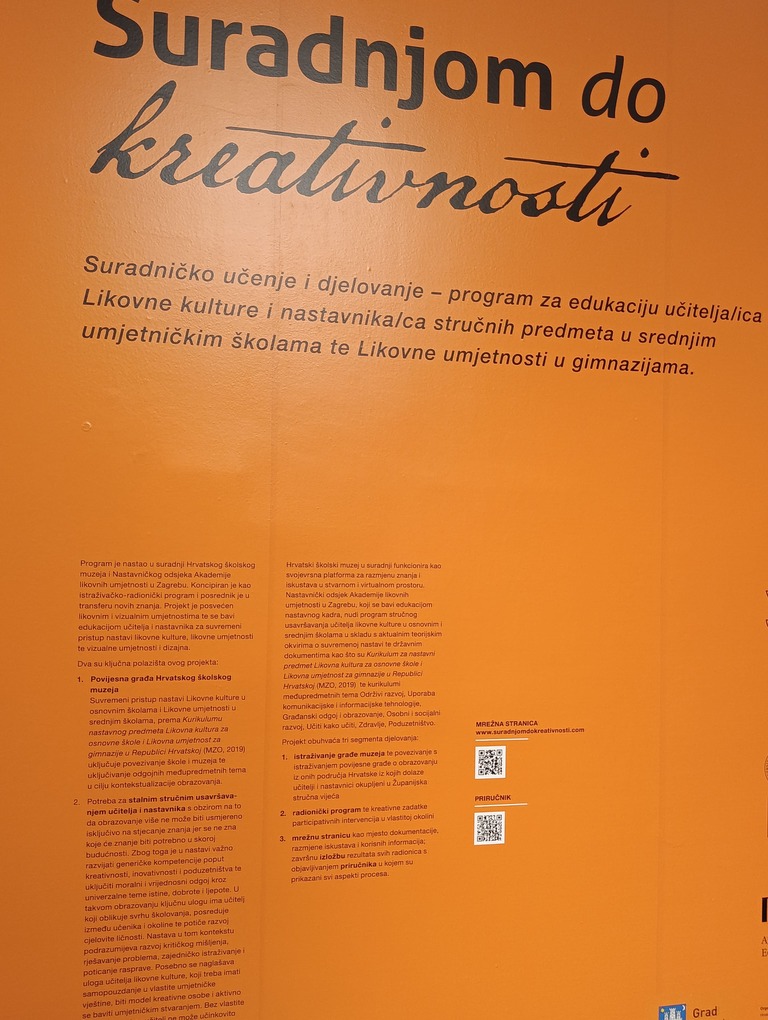 Suradnjom do
kreativnosti
Suradničko učenje i djelovanje – program za edukaciju učitelja/ica
Likovne kulture i nastavnika/ca stručnih predmeta u srednjim
umjetničkim školama te Likovne umjetnosti u gimnazijama.
Program je nastao u suradnji Hrvatskog školskog
muzeja i Nastavničkog odsjeka Akademije
likovnih umjetnosti u Zagrebu. Koncipiran je kao
istraživačko-radionički program i posrednik je u
transferu novih znanja. Projekt je posvećen
likovnim i vizualnim umjetnostima te se bavi
edukacijom učitelja i nastavnika za suvremeni
pristup nastavi likovne kulture, likovne umjetnosti
te vizualne umjetnosti i dizajna.
Dva su ključna polazišta ovog projekta:
1. Povijesna građa Hrvatskog školskog
muzeja
Suvremeni pristup nastavi Likovne kulture u
osnovnim školama i Likovne umjetnosti u
srednjim školama, prema Kurikulumu
nastavnog predmeta Likovna kultura za
osnovne škole i Likovna umjetnost za
gimnazije u Republici Hrvatskoj (MZO, 2019)
uključuje povezivanje škole i muzeja te
uključivanje odgojnih međupredmetnih tema
u cilju kontekstualizacije obrazovanja.
2. Potreba za stalnim stručnim usavršava-
njem učitelja i nastavnika s obzirom na to
da obrazovanje više ne može biti usmjereno
isključivo na stjecanje znanja jer se ne zna
koje će znanje biti potrebno u skoroj
budućnosti. Zbog toga je u nastavi važno
razvijati generičke kompetencije poput
kreativnosti, inovativnosti i poduzetništva te
uključiti moralni i vrijednosni odgoj kroz
univerzalne teme istine, dobrote i ljepote. U
takvom obrazovanju ključnu ulogu ima učitelj
koji oblikuje svrhu školovanja, posreduje
između učenika i okoline te potiče razvoj
cjelovite ličnosti. Nastava u tom kontekstu
podrazumijeva razvoj kritičkog mišljenja,
rješavanje problema, zajedničko istraživanje i
poticanje rasprave. Posebno se naglašava
uloga učitelja likovne kulture, koji treba imati
samopouzdanje u vlastite umjetničke
vještine, biti model kreativne osobe i aktivno
se baviti umjetničkim stvaranjem. Bez vlastite
ne može učinkovito
Hrvatski školski muzej u suradnji funkcionira kao
svojevrsna platforma za razmjenu znanja i
iskustava u stvarnom i virtualnom prostoru.
Nastavnički odsjek Akademije likovnih
umjetnosti u Zagrebu, koji se bavi edukacijom
nastavnog kadra, nudi program stručnog
usavršavanja učitelja likovne kulture u osnovnim i
srednjim školama u skladu s aktualnim teorijskim
okvirima o suvremenoj nastavi te državnim
dokumentima kao što su Kurikulum za nastavni
predmet Likovna kultura za osnovne škole i
Likovna umjetnost za gimnazije u Republici
Hrvatskoj (MZO, 2019) te kurikulumi
međupredmetnih tema Održivi razvoj, Uporaba
komunikacijske i informacijske tehnologije,
Građanski odgoj i obrazovanje, Osobni i socijalni
razvoj, Učiti kako učiti, Zdravlje, Poduzetništvo.
Projekt obuhvaća tri segmenta djelovanja:
1. istraživanje građe muzeja te povezivanje s
istraživanjem povijesne građe o obrazovanju
iz onih područja Hrvatske iz kojih dolaze
učitelji i nastavnici okupljeni u Županijska
stručna vijeća
2. radionički program te kreativne zadatke
participativnih intervencija u vlastitoj okolini
3. mrežnu stranicu kao mjesto dokumentacije,
razmjene iskustava i korisnih informacija;
završnu izložbu rezultata svih radionica s
objavljivanjem priručnika u kojem su
prikazani svi aspekti procesa.
MREŽNA STRANICA
www.suradnjomdokreativnosti.com
PRIRUČNIK
Grad